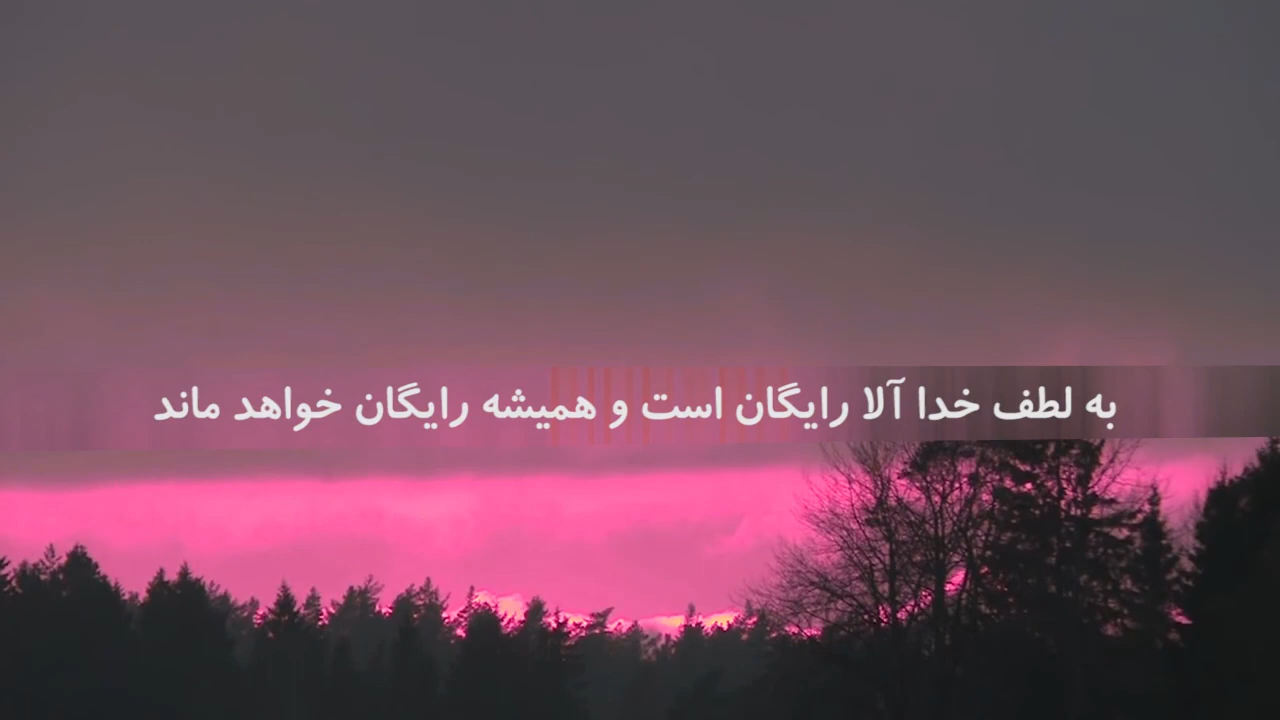 به لطف خدا آلا رایگان است و همیشه رایگان خواهد ماند